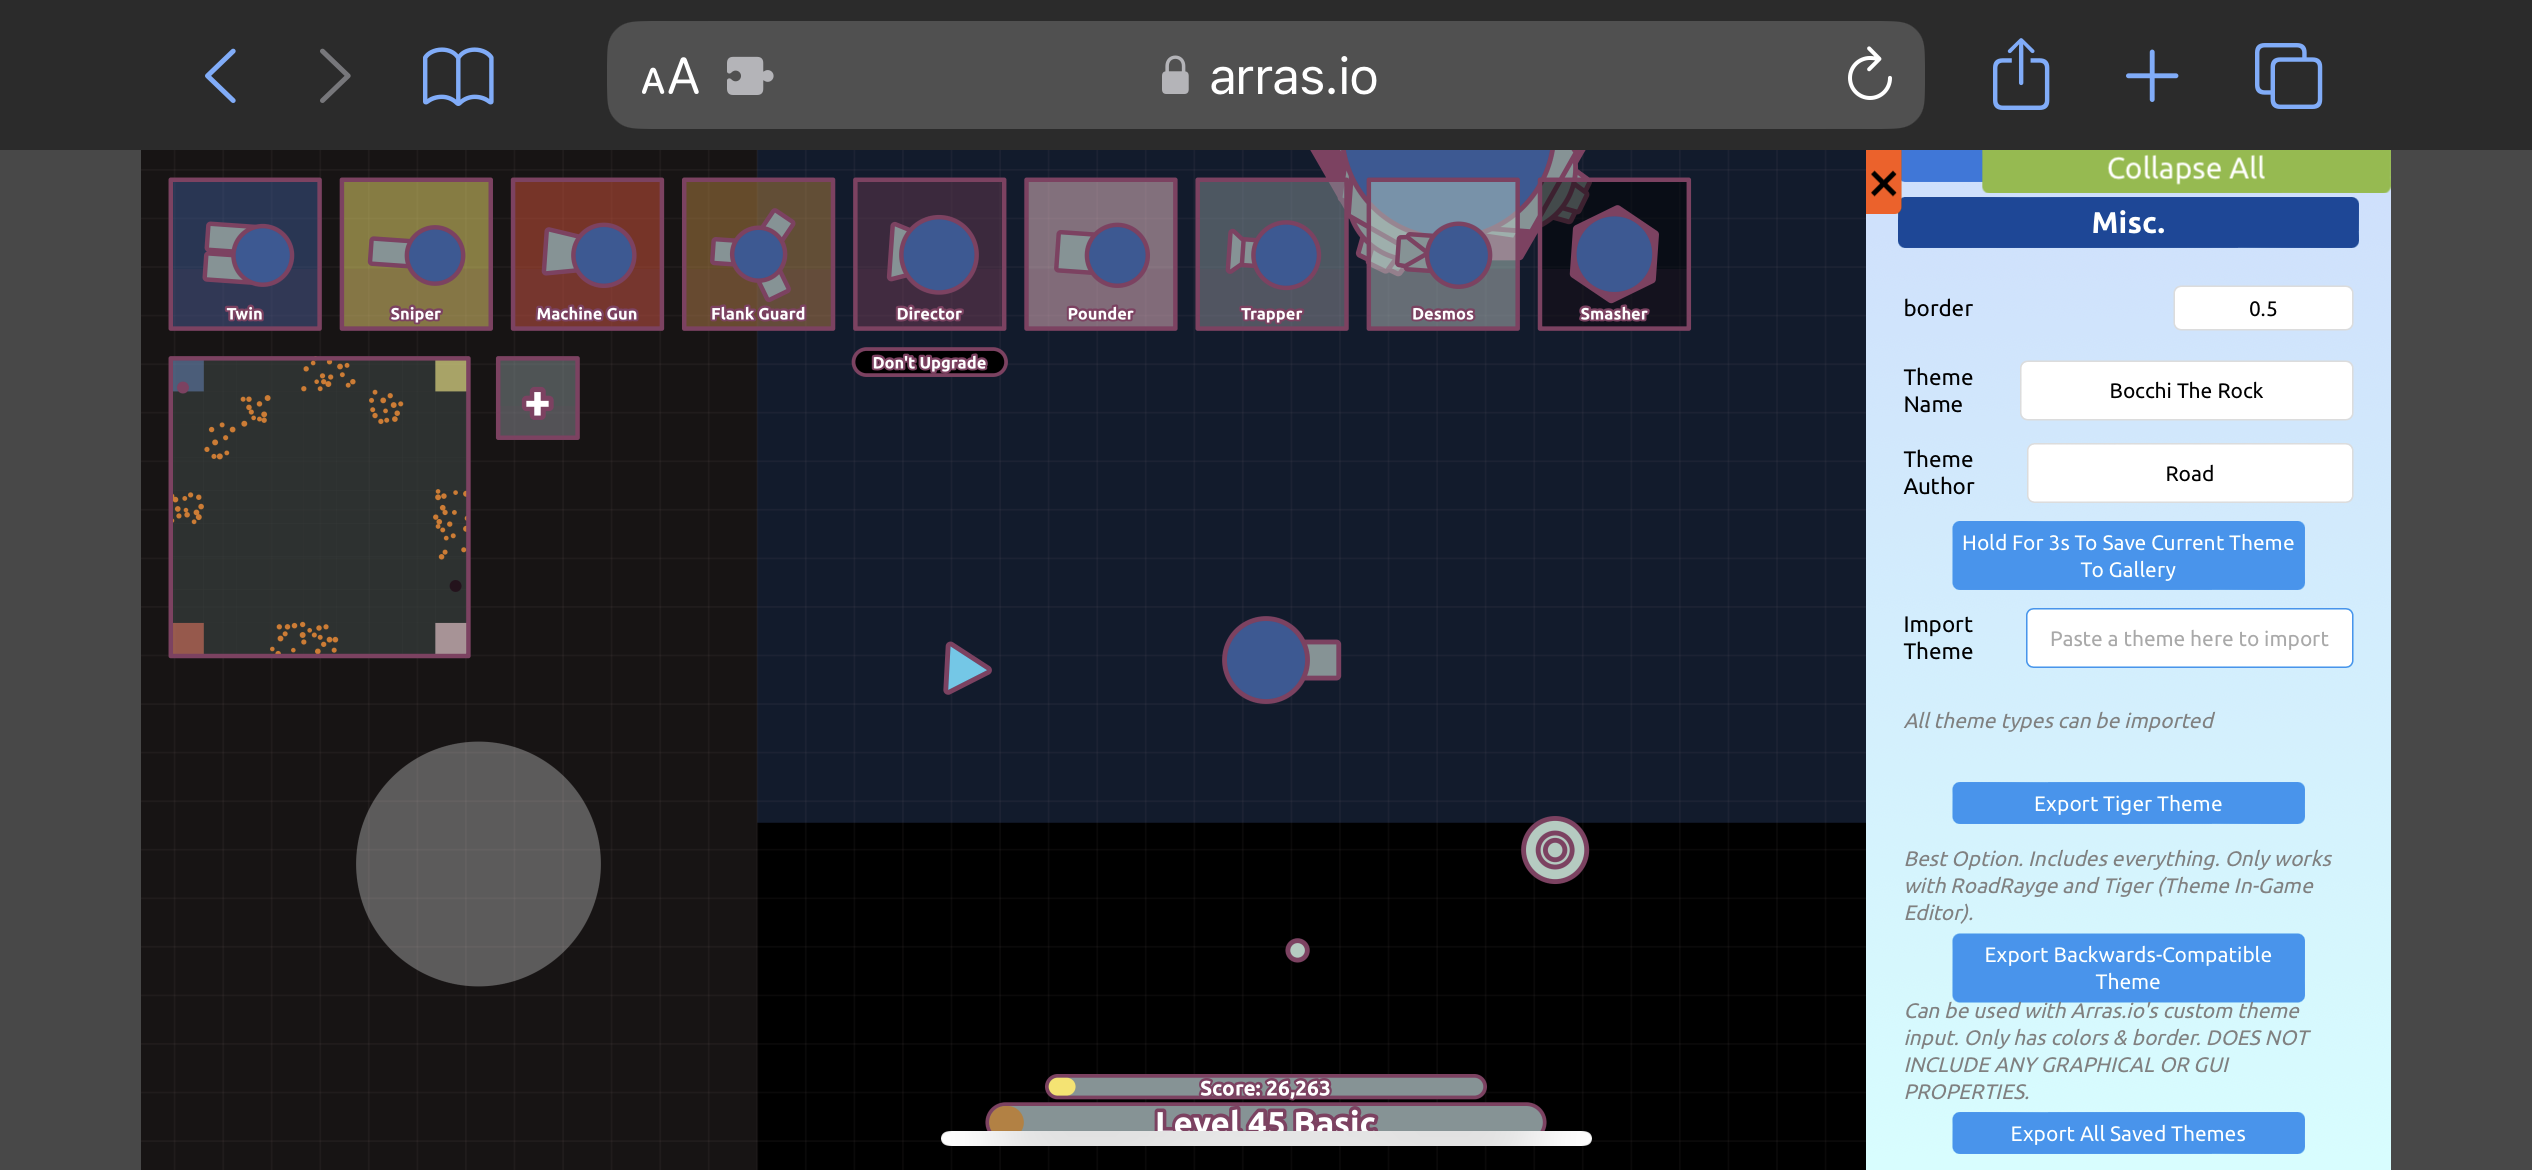 AA
arras.io
Twin
Sniper
Machine Gun
Flank Guard
Director
Pounder
Trapper
Desmos
Smasher
Don't Upgrade
Score: 26,263
Level 45 Basic
Collapse All
Misc.
border
0.5
Theme
Name
Bocchi The Rock
Theme
Author
Road
Hold For 3s To Save Current Theme
To Gallery
Import
Theme
Paste a theme here to import
All theme types can be imported
Export Tiger Theme
Best Option. Includes everything. Only works
with RoadRayge and Tiger (Theme In-Game
Editor).
Export Backwards-Compatible
Theme
Can be used with Arras.io's custom theme
input. Only has colors & border. DOES NOT
INCLUDE ANY GRAPHICAL OR GUI
PROPERTIES.
Export All Saved Themes